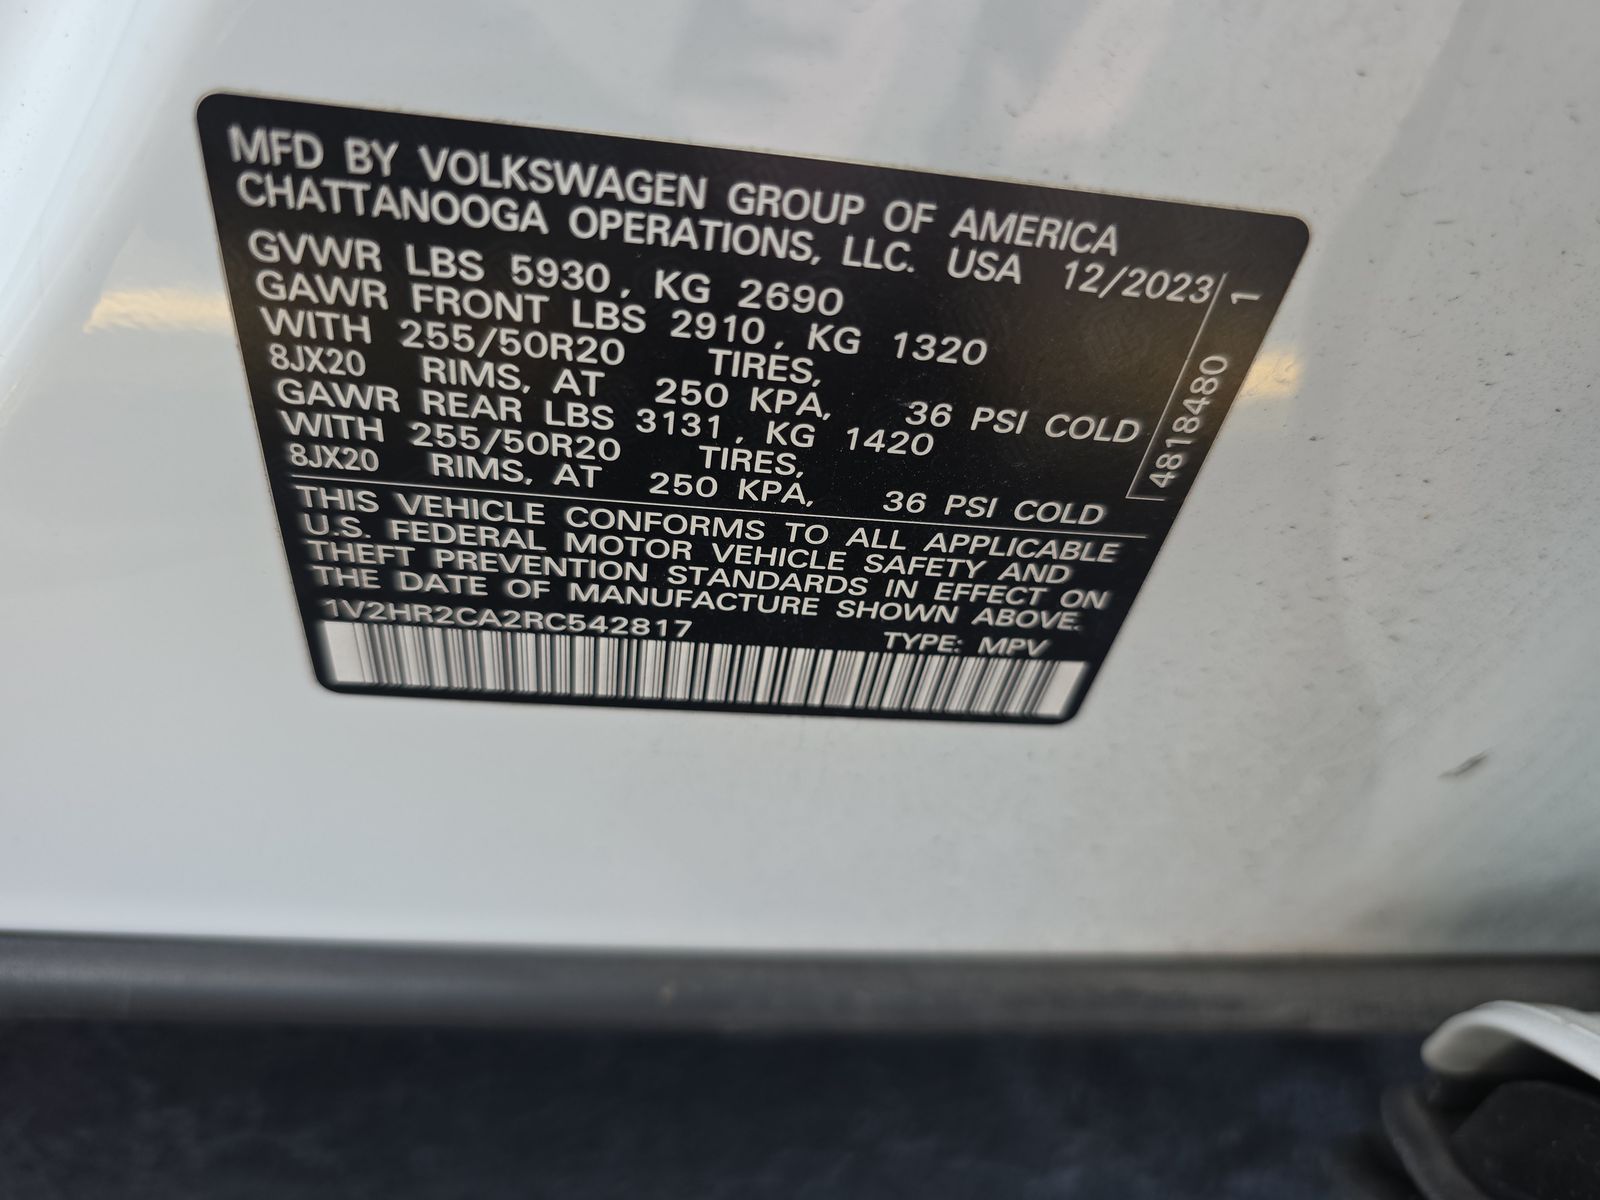 MFD BY VOLKSWAGEN GROUP OF AMERICA
CHATTANOOGA OPERATIONS, LLC. USA 12/2023
GVWR LBS 5930, KG 2690
GAWR FRONT LBS 2910, KG 1320
WITH 255/50R20 TIRES,
8JX20 RIMS, AT 250 KPA, 36 PSI COLD
GAWR REAR LBS 3131, KG 1420
WITH 255/50R20 TIRES,
8JX20 RIMS, AT 250 KPA, 36 PSI COLD
THIS VEHICLE CONFORMS TO ALL APPLICABLE
U.S. FEDERAL MOTOR VEHICLE SAFETY AND
THEFT PREVENTION STANDARDS IN EFFECT ON
THE DATE OF MANUFACTURE SHOWN ABOVE.
1V2HR2CA2RC542817 TYPE: MPV
4818480 1